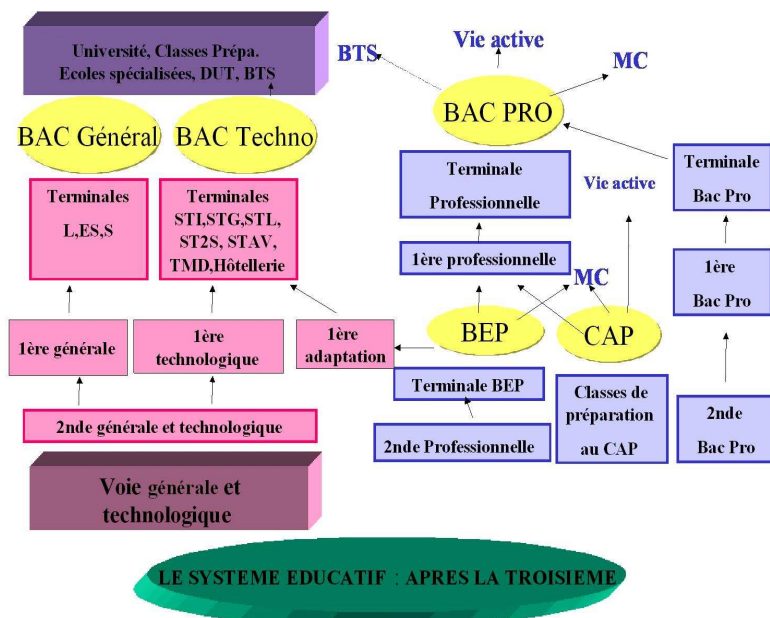 Université, Classes Prépa.
Ecoles spécialisées, DUT, BTS
BTS
Vie active
MC
BAC Général
BAC Techno
BAC PRO
Terminales
L,ES,S
Terminales
STI,STG,STL,
ST2S, STAV,
TMD,Hôtellerie
Terminale
Professionnelle
Vie active
Terminale
Bac Pro
1ère professionnelle
MC
1ère
Bac Pro
1ère générale
1ère
technologique
1ère
adaptation
BEP
CAP
Terminale BEP
Classes de
préparation
au CAP
2nde générale et technologique
2nde Professionnelle
2nde
Bac Pro
Voie générale et
technologique
LE SYSTEME EDUCATIF : APRES LA TROISIEME